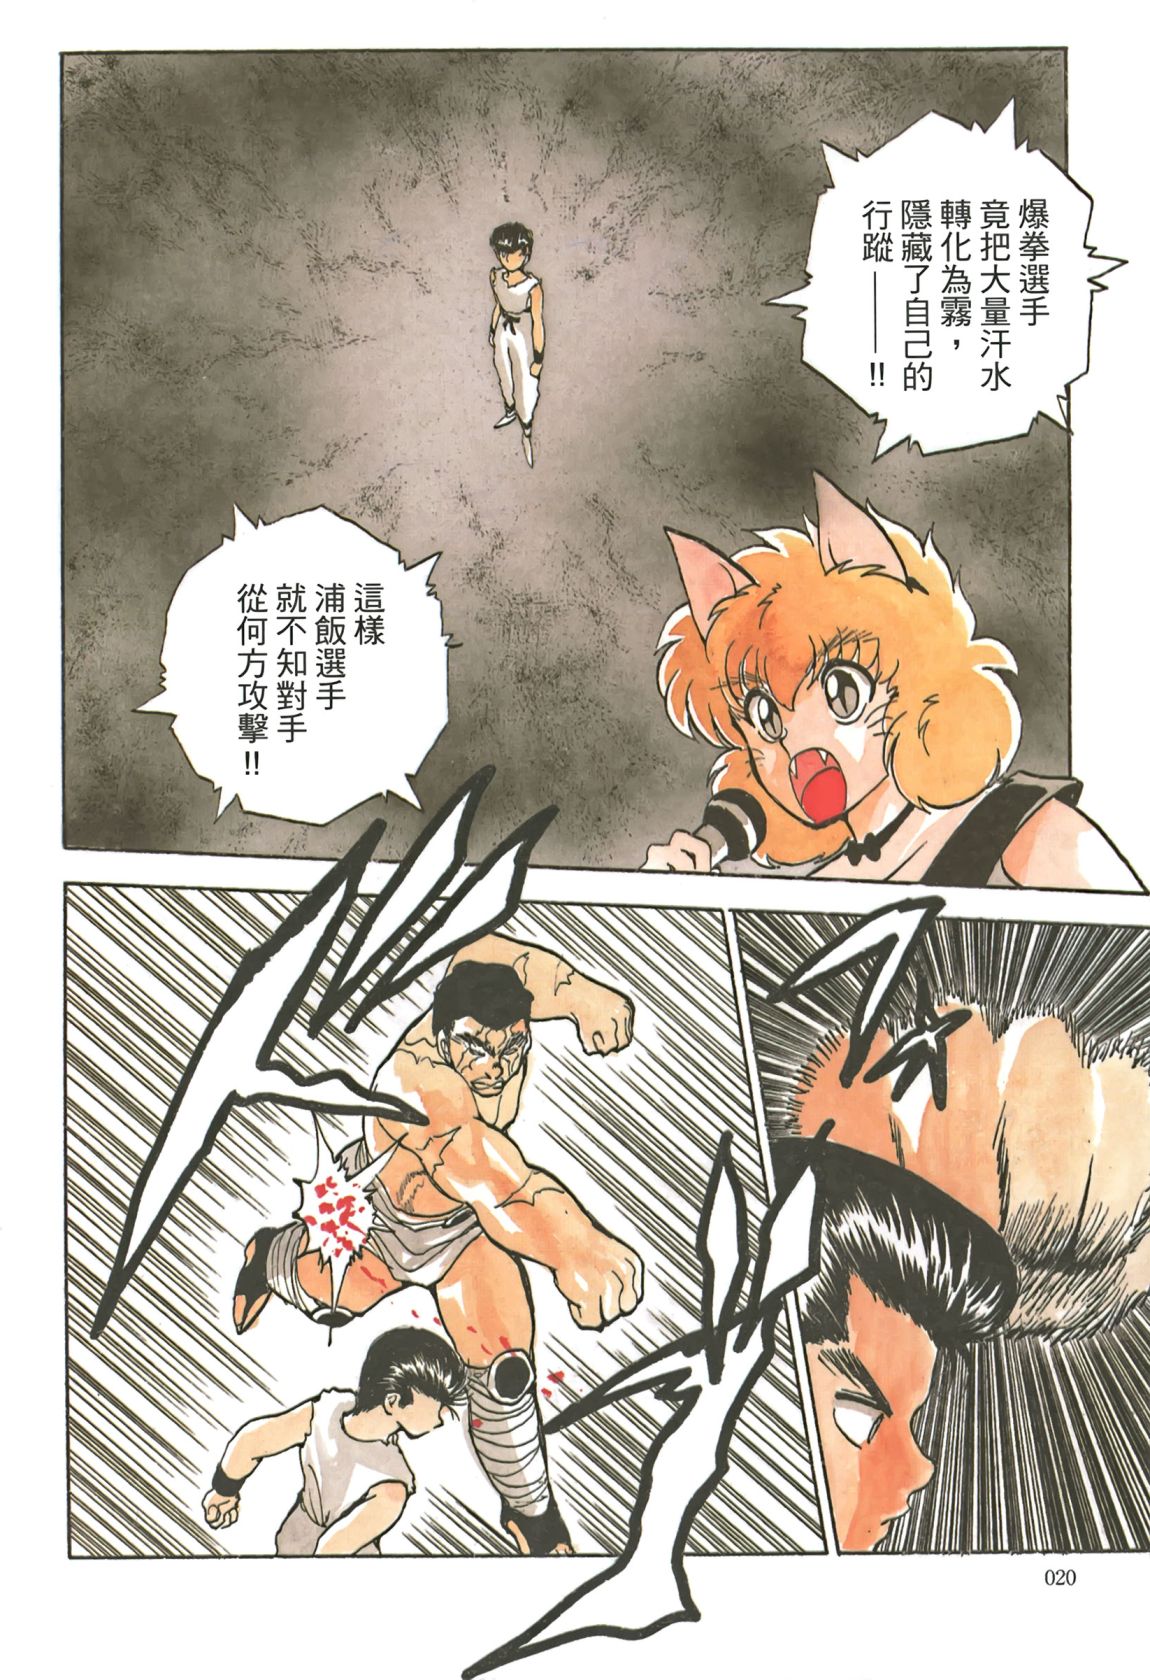 爆拳選手
竟把大量汗水
轉化為霧，
隱藏了自己的
行蹤——!!
這樣
浦飯選手
就不知對手
從何方攻擊!!
020